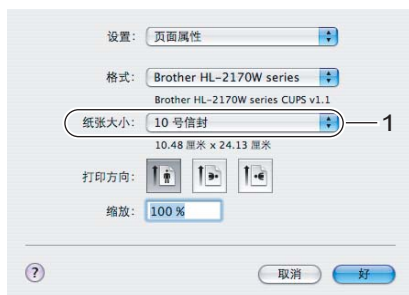 设置: 页面属性
格式: Brother HL-2170W series
Brother HL-2170W series CUPS v1.1
纸张大小: 10 号信封 1
10.48 厘米 x 24.13 厘米
打印方向:
缩放: 100 %
? 取消 好